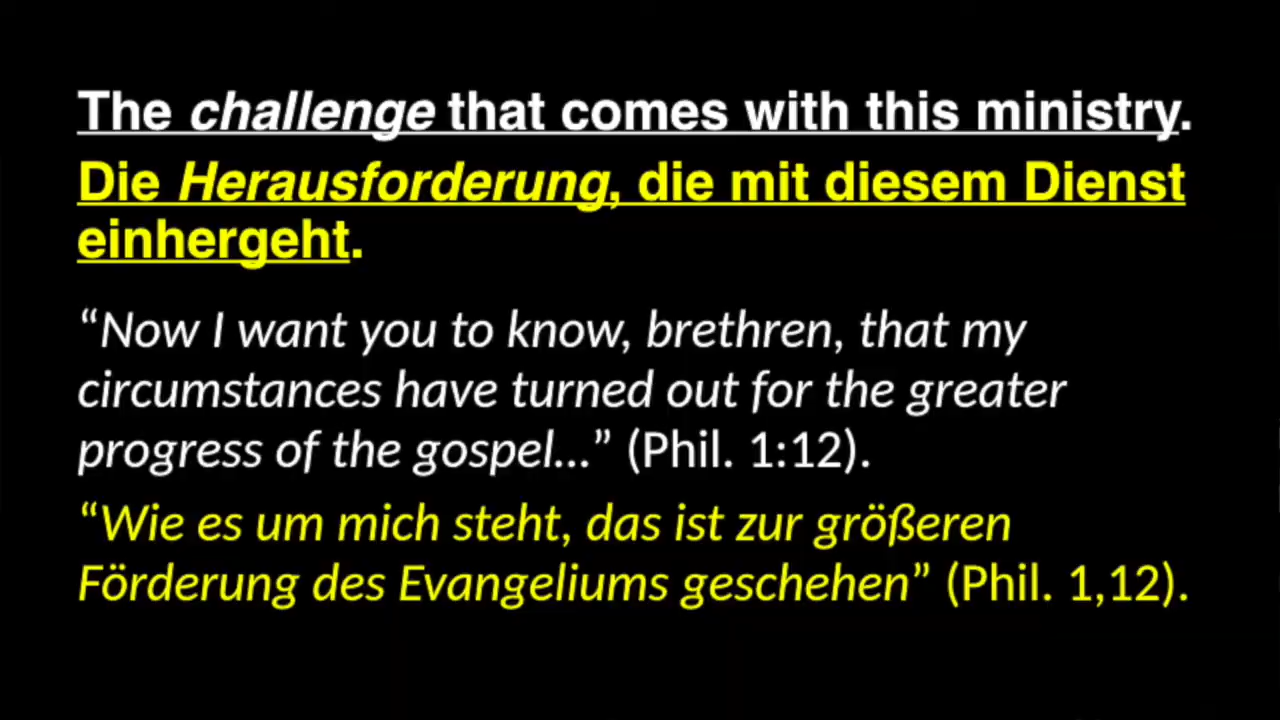 The challenge that comes with this ministry.
Die Herausforderung, die mit diesem Dienst
einhergeht.
“Now I want you to know, brethren, that my
circumstances have turned out for the greater
progress of the gospel...” (Phil. 1:12).
“Wie es um mich steht, das ist zur größeren
Förderung des Evangeliums geschehen” (Phil. 1,12).